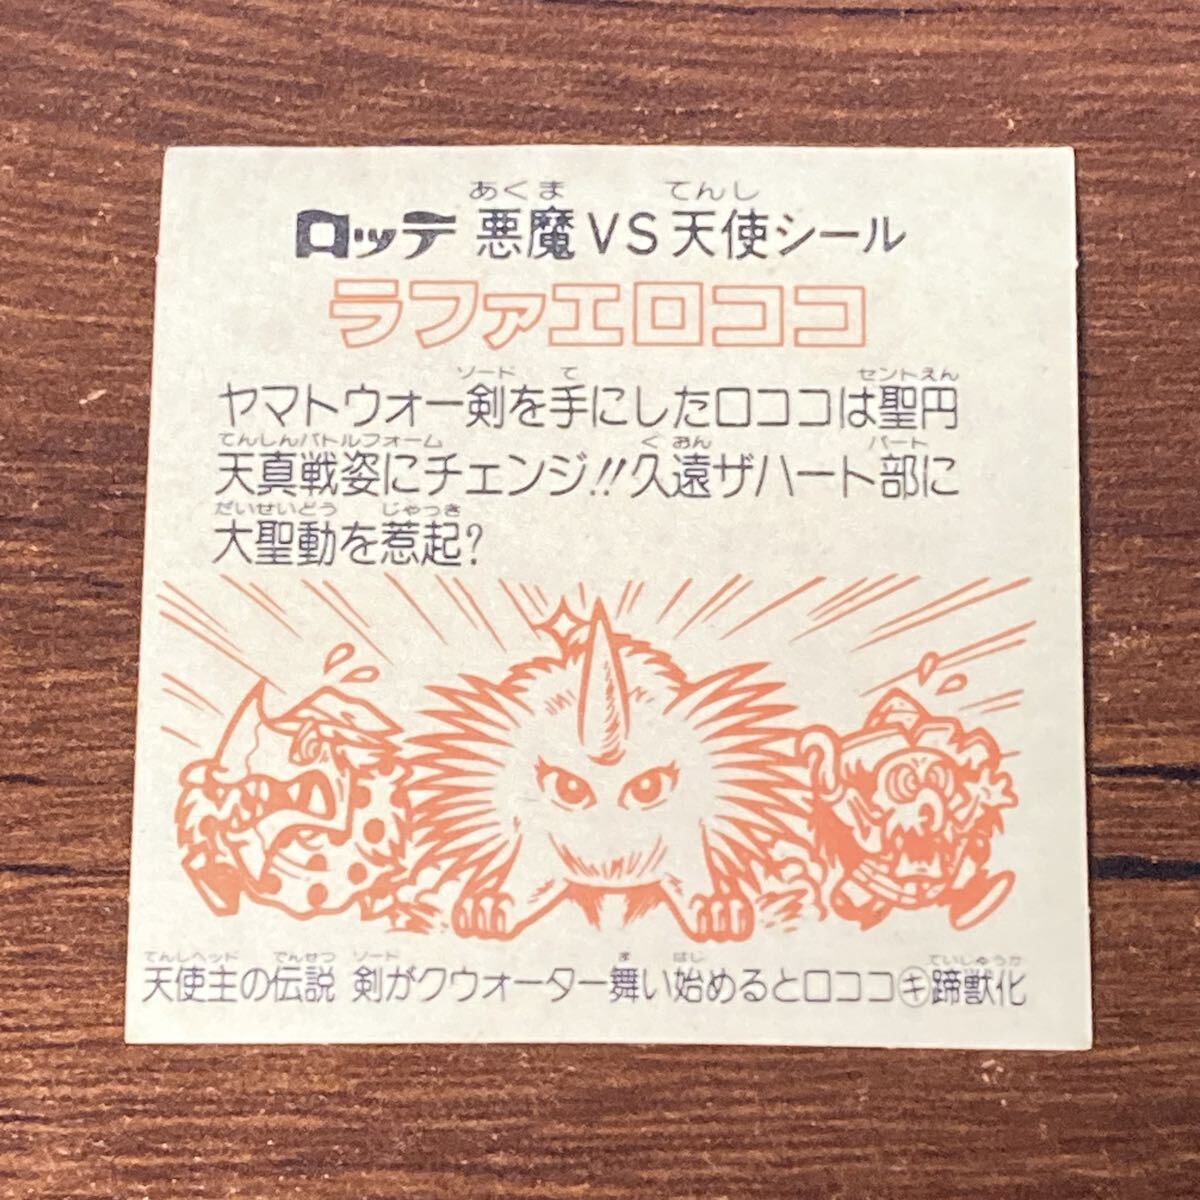 ロッテ 悪魔VS天使シール
あくま てんし
ラファエロココ
ソード て セントえん
ヤマトウォー剣を手にしたロココは聖円
てんしんバトルフォーム くおん パート
天真戦姿にチェンジ!!久遠ザハート部に
だいせいどう じゃっき
大聖動を惹起?
てんしヘッド でんせつ ソード ま はじ ていじゅうか
天使主の伝説 剣がクウォーター舞い始めるとロココ㋖蹄獣化